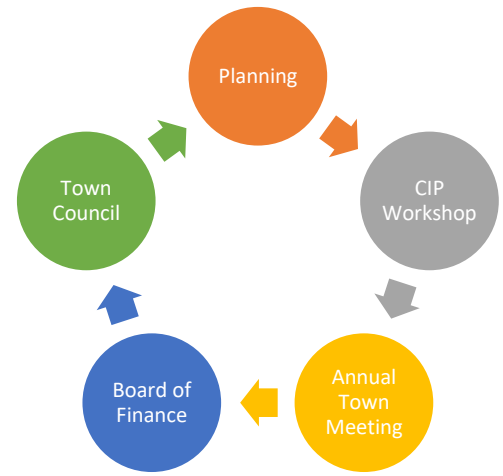 Planning
CIP
Workshop
Annual
Town
Meeting
Board of
Finance
Town
Council